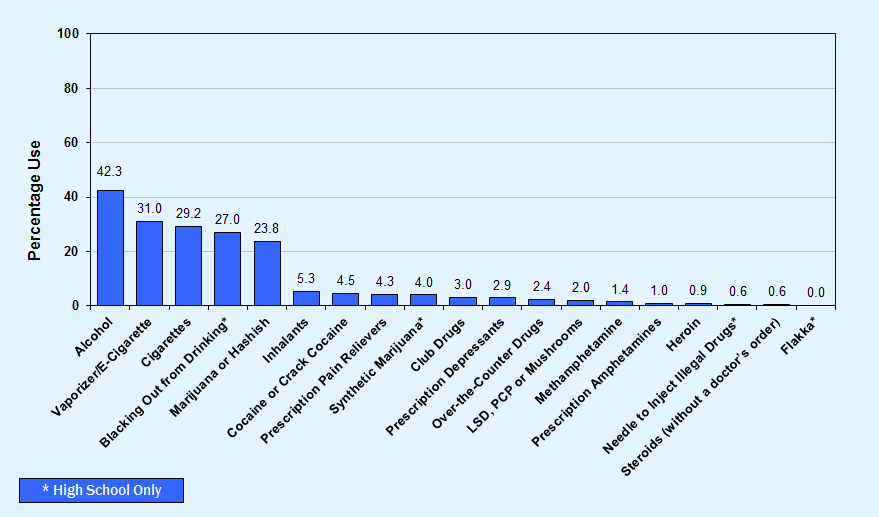 Percentage Use
100
80
60
40
20
0
42.3
31.0
29.2
27.0
23.8
5.3
4.5
4.3
4.0
3.0
2.9
2.4
2.0
1.4
1.0
0.9
0.6
0.6
0.0
Alcohol
Vaporizer/E-Cigarette
Cigarettes
Blacking Out from Drinking*
Marijuana or Hashish
Inhalants
Cocaine or Crack Cocaine
Prescription Pain Relievers
Synthetic Marijuana*
Club Drugs
Prescription Depressants
Over-the-Counter Drugs
LSD, PCP or Mushrooms
Methamphetamine
Prescription Amphetamines
Heroin
Needle to Inject Illegal Drugs*
Steroids (without a doctor's order)
Flakka*
* High School Only